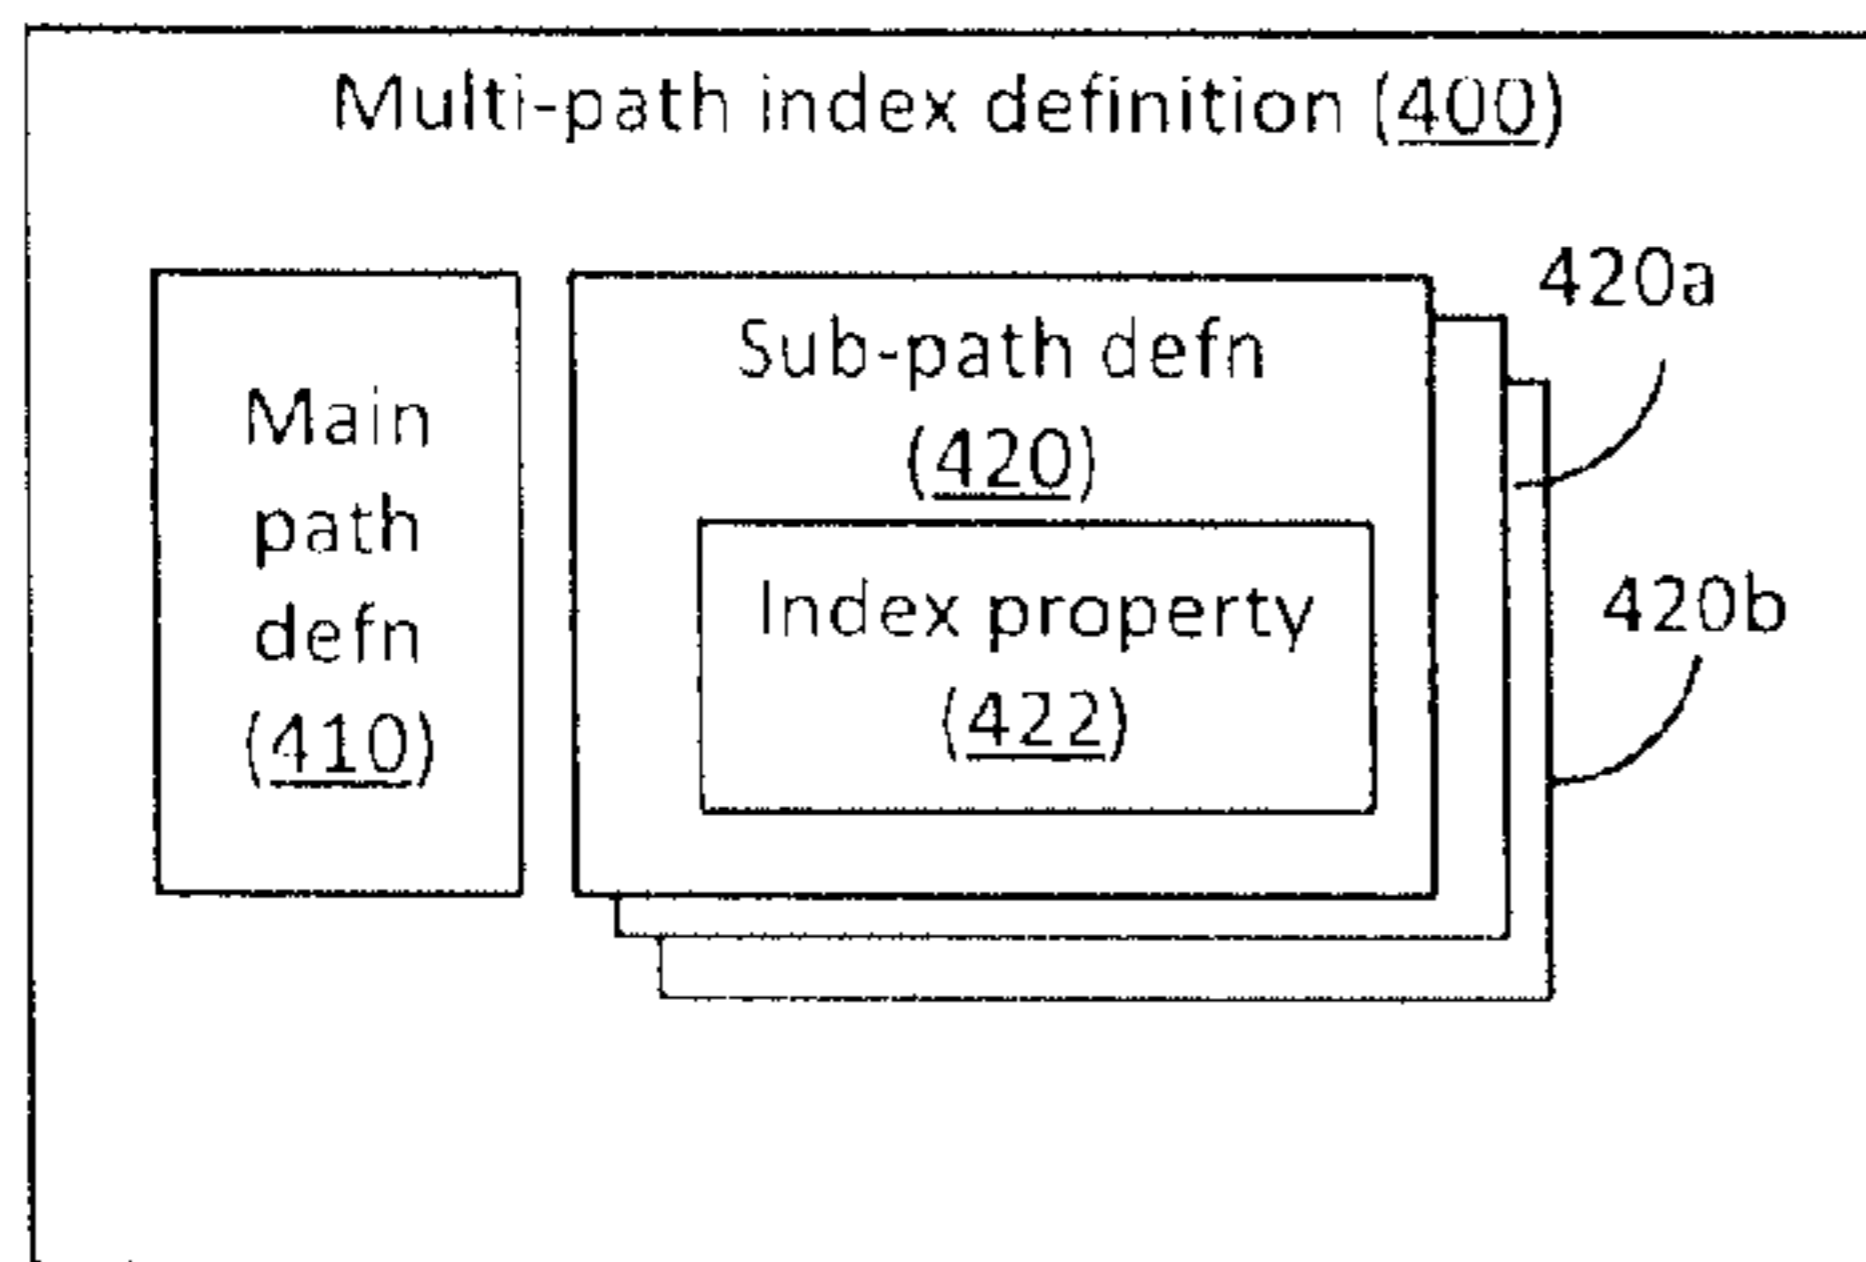 Multi-path index definition (400)
Main
path
defn
(410)
Sub-path defn
(420)
Index property
(422)
420a
420b